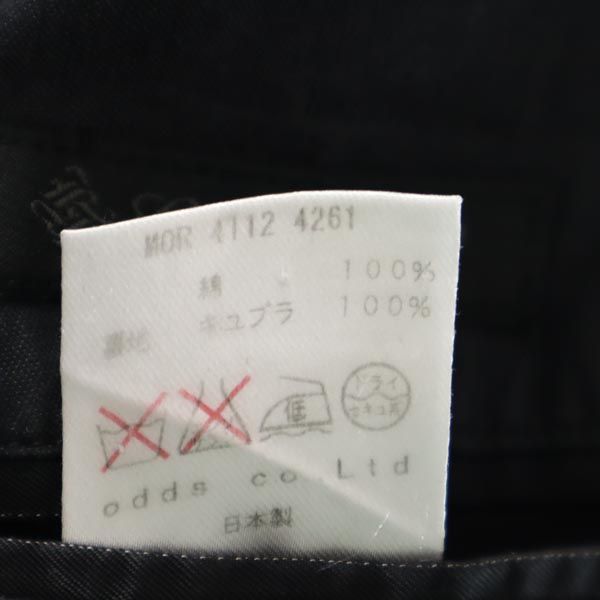 MOR 4112 4261
綿 100%
裏地 キュプラ 100%
低 ドライ セキユ系
odds co Ltd
日本製